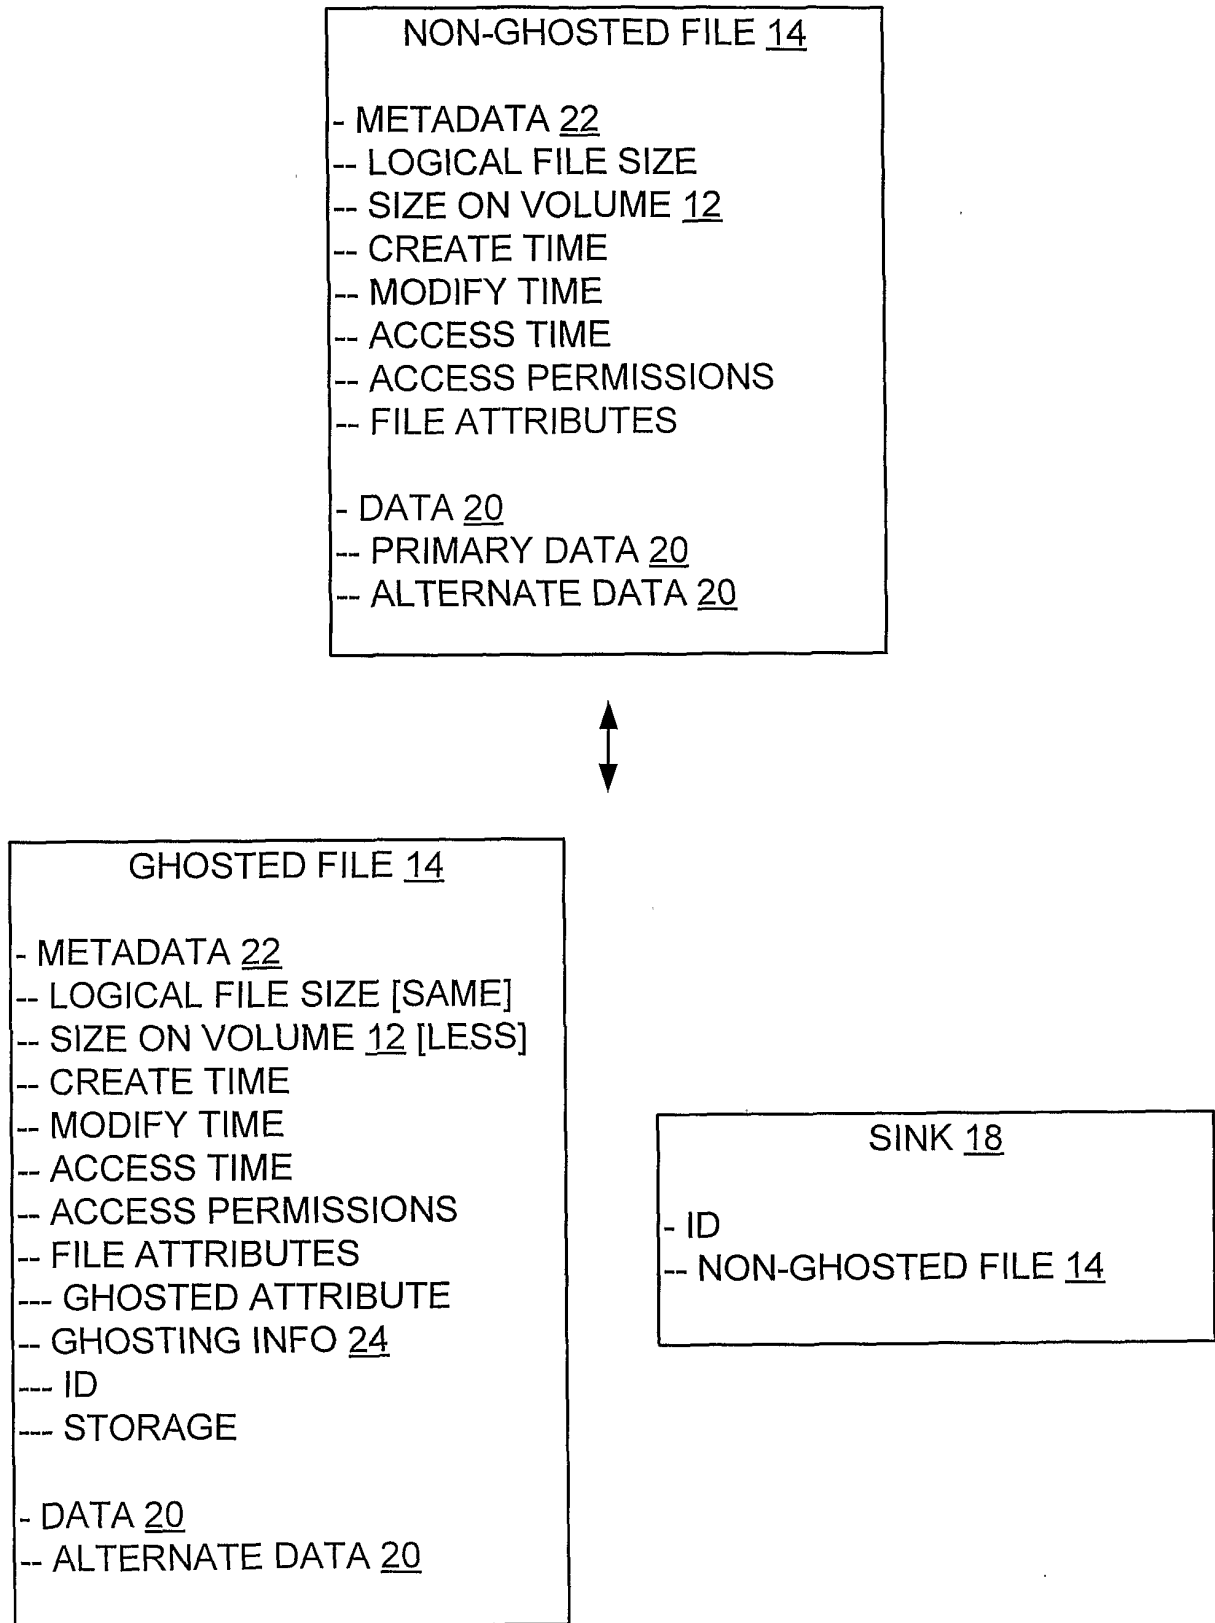 NON-GHOSTED FILE 14
- METADATA 22
-- LOGICAL FILE SIZE
-- SIZE ON VOLUME 12
-- CREATE TIME
-- MODIFY TIME
-- ACCESS TIME
-- ACCESS PERMISSIONS
-- FILE ATTRIBUTES
- DATA 20
-- PRIMARY DATA 20
-- ALTERNATE DATA 20
GHOSTED FILE 14
- METADATA 22
-- LOGICAL FILE SIZE [SAME]
-- SIZE ON VOLUME 12 [LESS]
-- CREATE TIME
-- MODIFY TIME
-- ACCESS TIME
-- ACCESS PERMISSIONS
-- FILE ATTRIBUTES
--- GHOSTED ATTRIBUTE
-- GHOSTING INFO 24
--- ID
--- STORAGE
- DATA 20
-- ALTERNATE DATA 20
SINK 18
- ID
-- NON-GHOSTED FILE 14